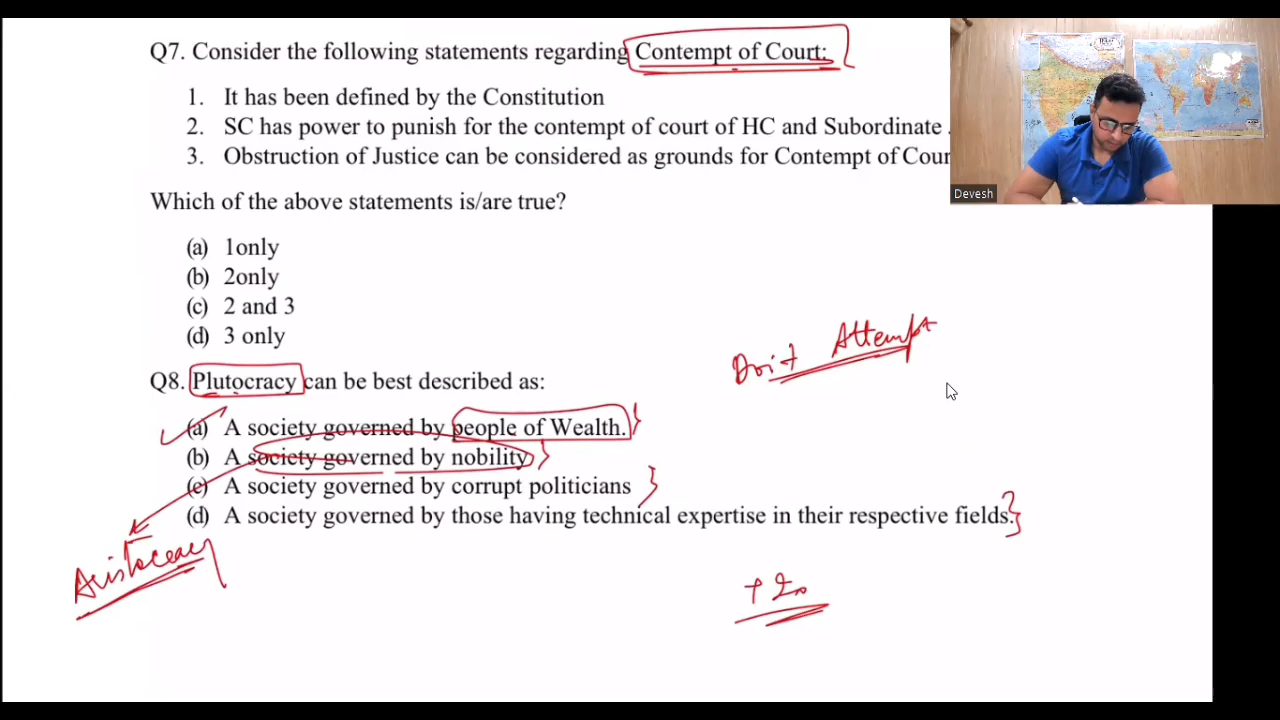 Q7. Consider the following statements regarding Contempt of Court:
1. It has been defined by the Constitution
2. SC has power to punish for the contempt of court of HC and Subordinate
3. Obstruction of Justice can be considered as grounds for Contempt of Cour
Devesh
Which of the above statements is/are true?
(a) 1only
(b) 2only
(c) 2 and 3
(d) 3 only
Don't Attempt
Q8. Plutocracy can be best described as:
(a) A society governed by people of Wealth.
(b) A society governed by nobility
(c) A society governed by corrupt politicians
(d) A society governed by those having technical expertise in their respective fields.
Aristocracy